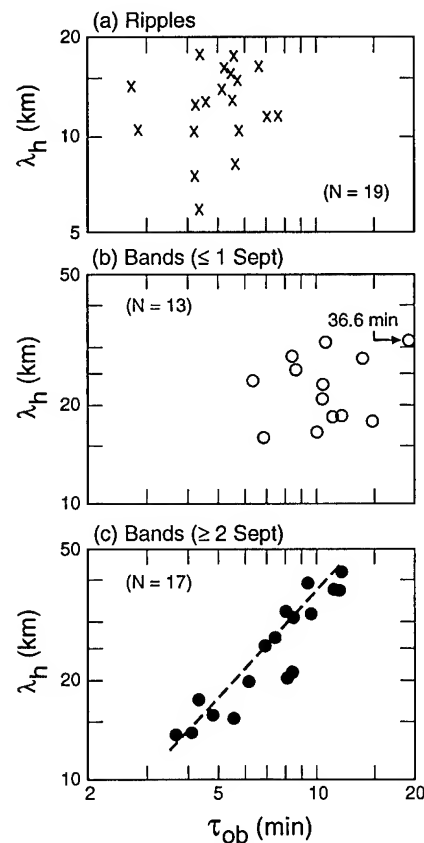 (a) Ripples
20
10
5
λh (km)
(N = 19)
(b) Bands (≤ 1 Sept)
50
20
10
λh (km)
(N = 13)
36.6 min
(c) Bands (≥ 2 Sept)
50
20
10
λh (km)
(N = 17)
2 5 10 20
τob (min)